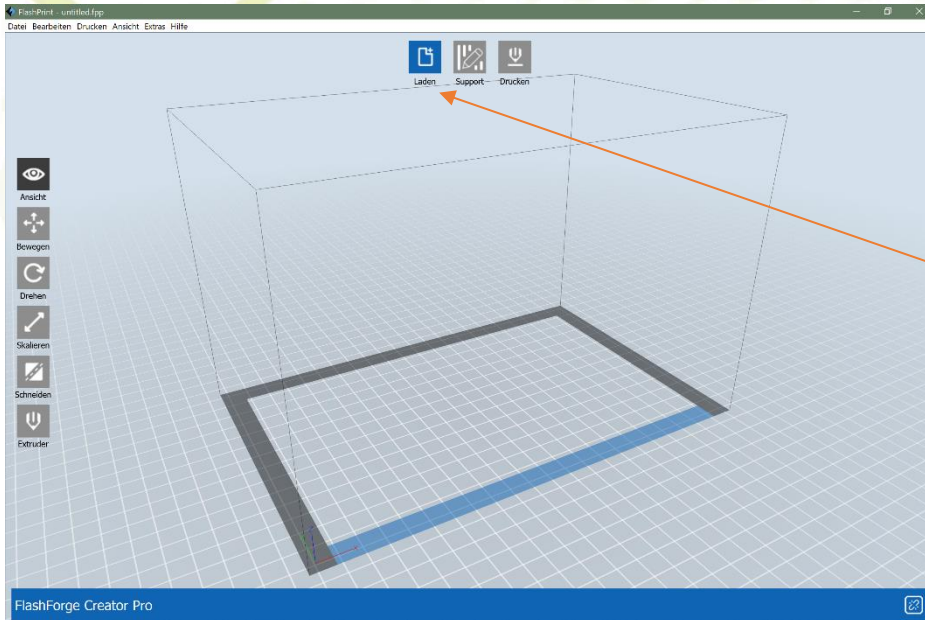 FlashPrint - untitled.fpp
Datei Bearbeiten Drucken Ansicht Extras Hilfe
Laden Support Drucken
Ansicht
Bewegen
Drehen
Skalieren
Schneiden
Extruder
FlashForge Creator Pro